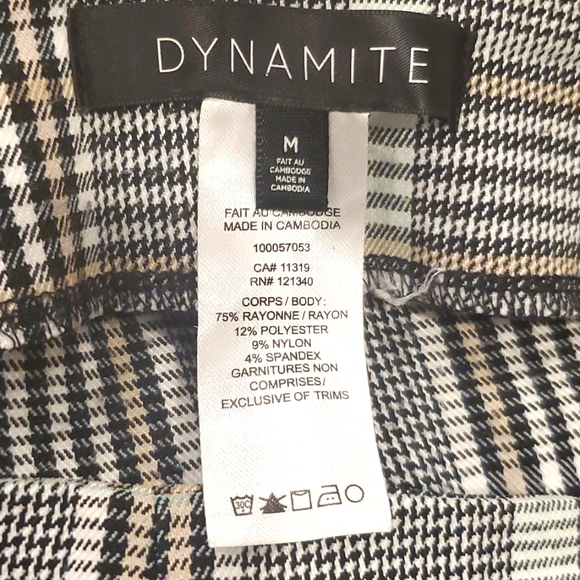 DYNAMITE
M
FAIT AU
CAMBODGE
MADE IN
CAMBODIA
FAIT AU CAMBODGE
MADE IN CAMBODIA
100057053
CA# 11319
RN# 121340
CORPS / BODY:
75% RAYONNE / RAYON
12% POLYESTER
9% NYLON
4% SPANDEX
GARNITURES NON
COMPRISES/
EXCLUSIVE OF TRIMS
30C